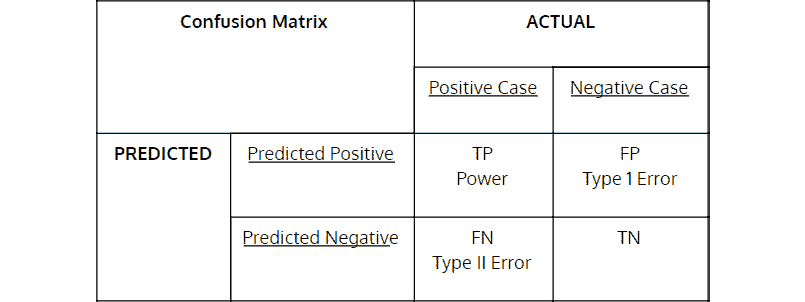 Confusion Matrix
ACTUAL
Positive Case
Negative Case
PREDICTED
Predicted Positive
TP
Power
FP
Type 1 Error
Predicted Negative
FN
Type II Error
TN